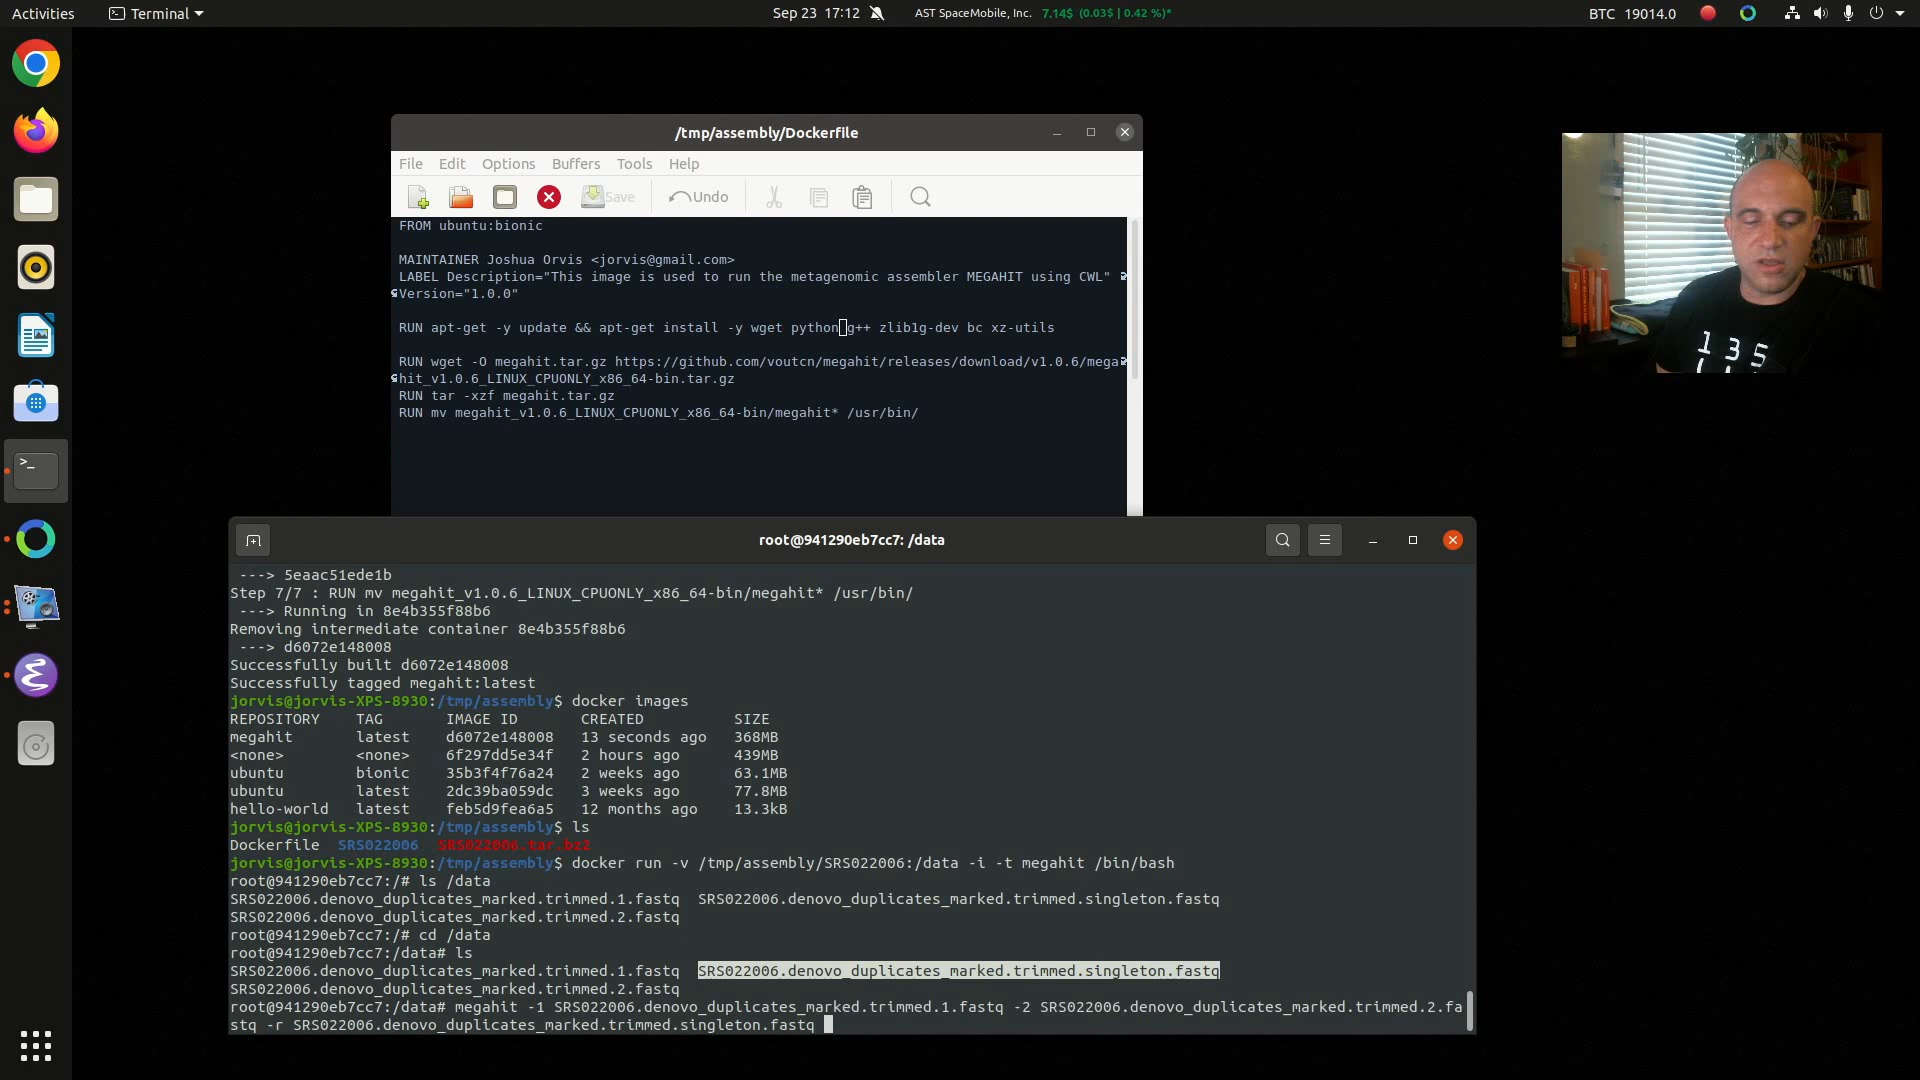 Activities
Terminal
Sep 23 17:12
AST SpaceMobile, Inc. 7.14$ (0.03$ | 0.42 %)*
BTC 19014.0
/tmp/assembly/Dockerfile
File Edit Options Buffers Tools Help
Save Undo
FROM ubuntu:bionic
MAINTAINER Joshua Orvis <jorvis@gmail.com>
LABEL Description="This image is used to run the metagenomic assembler MEGAHIT using CWL"
Version="1.0.0"
RUN apt-get -y update && apt-get install -y wget python g++ zlib1g-dev bc xz-utils
RUN wget -O megahit.tar.gz https://github.com/voutcn/megahit/releases/download/v1.0.6/mega
hit_v1.0.6_LINUX_CPUONLY_x86_64-bin.tar.gz
RUN tar -xzf megahit.tar.gz
RUN mv megahit_v1.0.6_LINUX_CPUONLY_x86_64-bin/megahit* /usr/bin/
1 3 5
root@941290eb7cc7: /data
---> 5eaac51ede1b
Step 7/7 : RUN mv megahit_v1.0.6_LINUX_CPUONLY_x86_64-bin/megahit* /usr/bin/
---> Running in 8e4b355f88b6
Removing intermediate container 8e4b355f88b6
---> d6072e148008
Successfully built d6072e148008
Successfully tagged megahit:latest
jorvis@jorvis-XPS-8930:/tmp/assembly$ docker images
REPOSITORY TAG IMAGE ID CREATED SIZE
megahit latest d6072e148008 13 seconds ago 368MB
<none> <none> 6f297dd5e34f 2 hours ago 439MB
ubuntu bionic 35b3f4f76a24 2 weeks ago 63.1MB
ubuntu latest 2dc39ba059dc 3 weeks ago 77.8MB
hello-world latest feb5d9fea6a5 12 months ago 13.3kB
jorvis@jorvis-XPS-8930:/tmp/assembly$ ls
Dockerfile SRS022006 SRS022006.tar.bz2
jorvis@jorvis-XPS-8930:/tmp/assembly$ docker run -v /tmp/assembly/SRS022006:/data -i -t megahit /bin/bash
root@941290eb7cc7:/# ls /data
SRS022006.denovo_duplicates_marked.trimmed.1.fastq SRS022006.denovo_duplicates_marked.trimmed.singleton.fastq
SRS022006.denovo_duplicates_marked.trimmed.2.fastq
root@941290eb7cc7:/# cd /data
root@941290eb7cc7:/data# ls
SRS022006.denovo_duplicates_marked.trimmed.1.fastq SRS022006.denovo_duplicates_marked.trimmed.singleton.fastq
SRS022006.denovo_duplicates_marked.trimmed.2.fastq
root@941290eb7cc7:/data# megahit -1 SRS022006.denovo_duplicates_marked.trimmed.1.fastq -2 SRS022006.denovo_duplicates_marked.trimmed.2.fa
stq -r SRS022006.denovo_duplicates_marked.trimmed.singleton.fastq